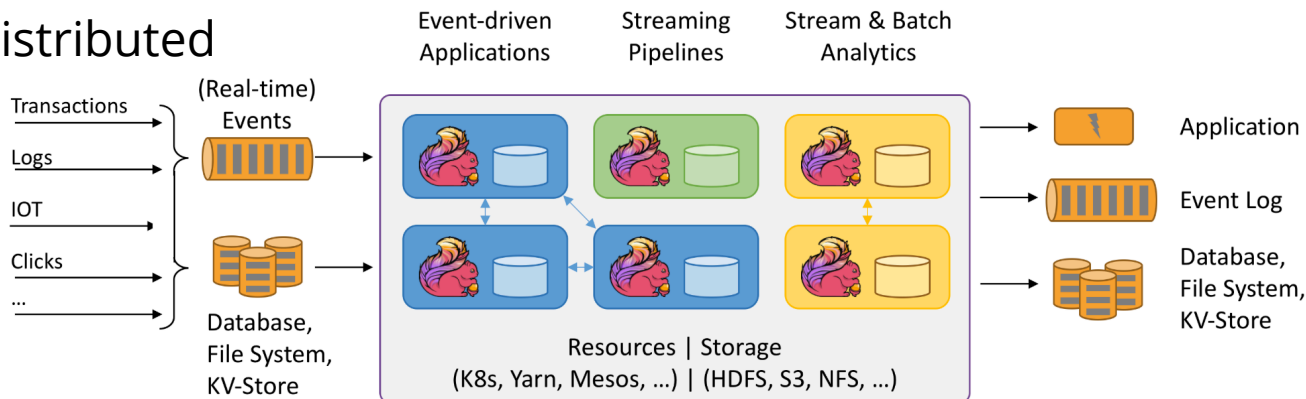 istributed
Event-driven
Applications
Streaming
Pipelines
Stream & Batch
Analytics
Transactions
Logs
IOT
Clicks
...
(Real-time)
Events
Database,
File System,
KV-Store
Resources | Storage
(K8s, Yarn, Mesos, ...) | (HDFS, S3, NFS, ...)
Application
Event Log
Database,
File System,
KV-Store